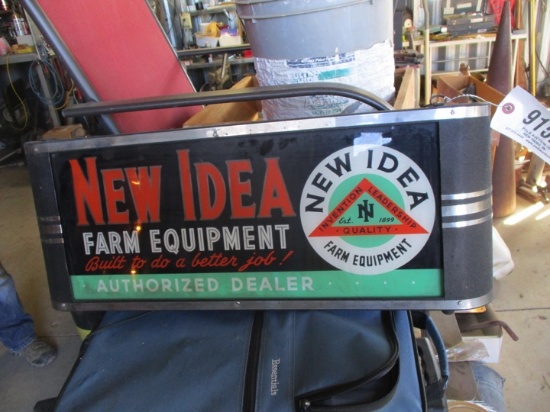 NEW IDEA
FARM EQUIPMENT
Built to do a better job!
AUTHORIZED DEALER
NEW IDEA
INVENTION LEADERSHIP
Est. NI 1899
QUALITY
FARM EQUIPMENT
Essentials